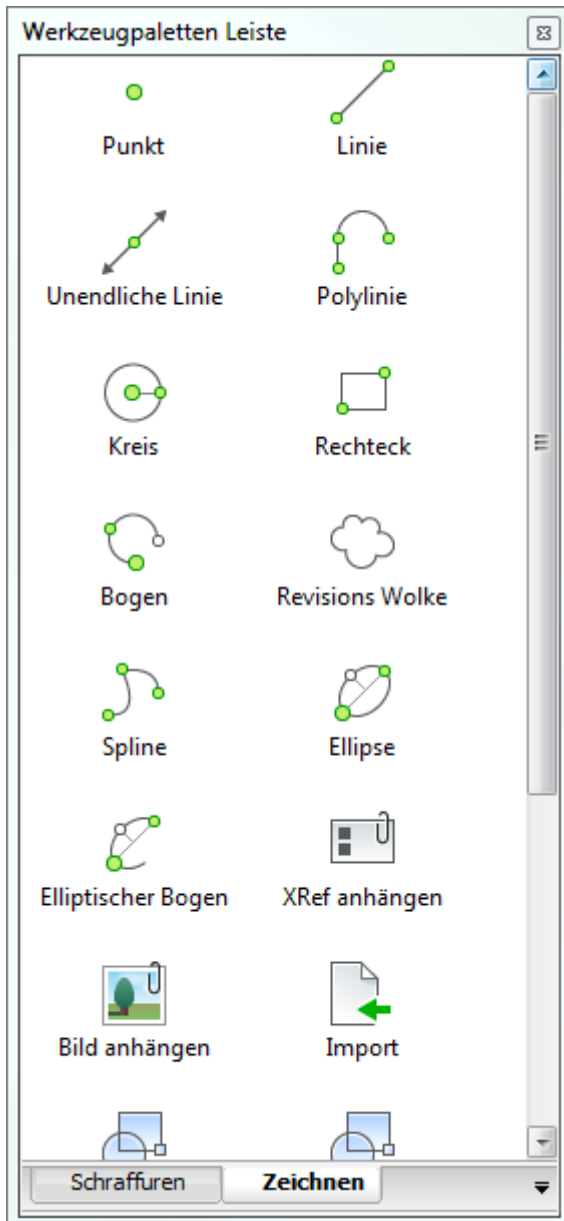 Werkzeugpaletten Leiste
Punkt
Linie
Unendliche Linie
Polylinie
Kreis
Rechteck
Bogen
Revisions Wolke
Spline
Ellipse
Elliptischer Bogen
XRef anhängen
Bild anhängen
Import
Schraffuren
Zeichnen